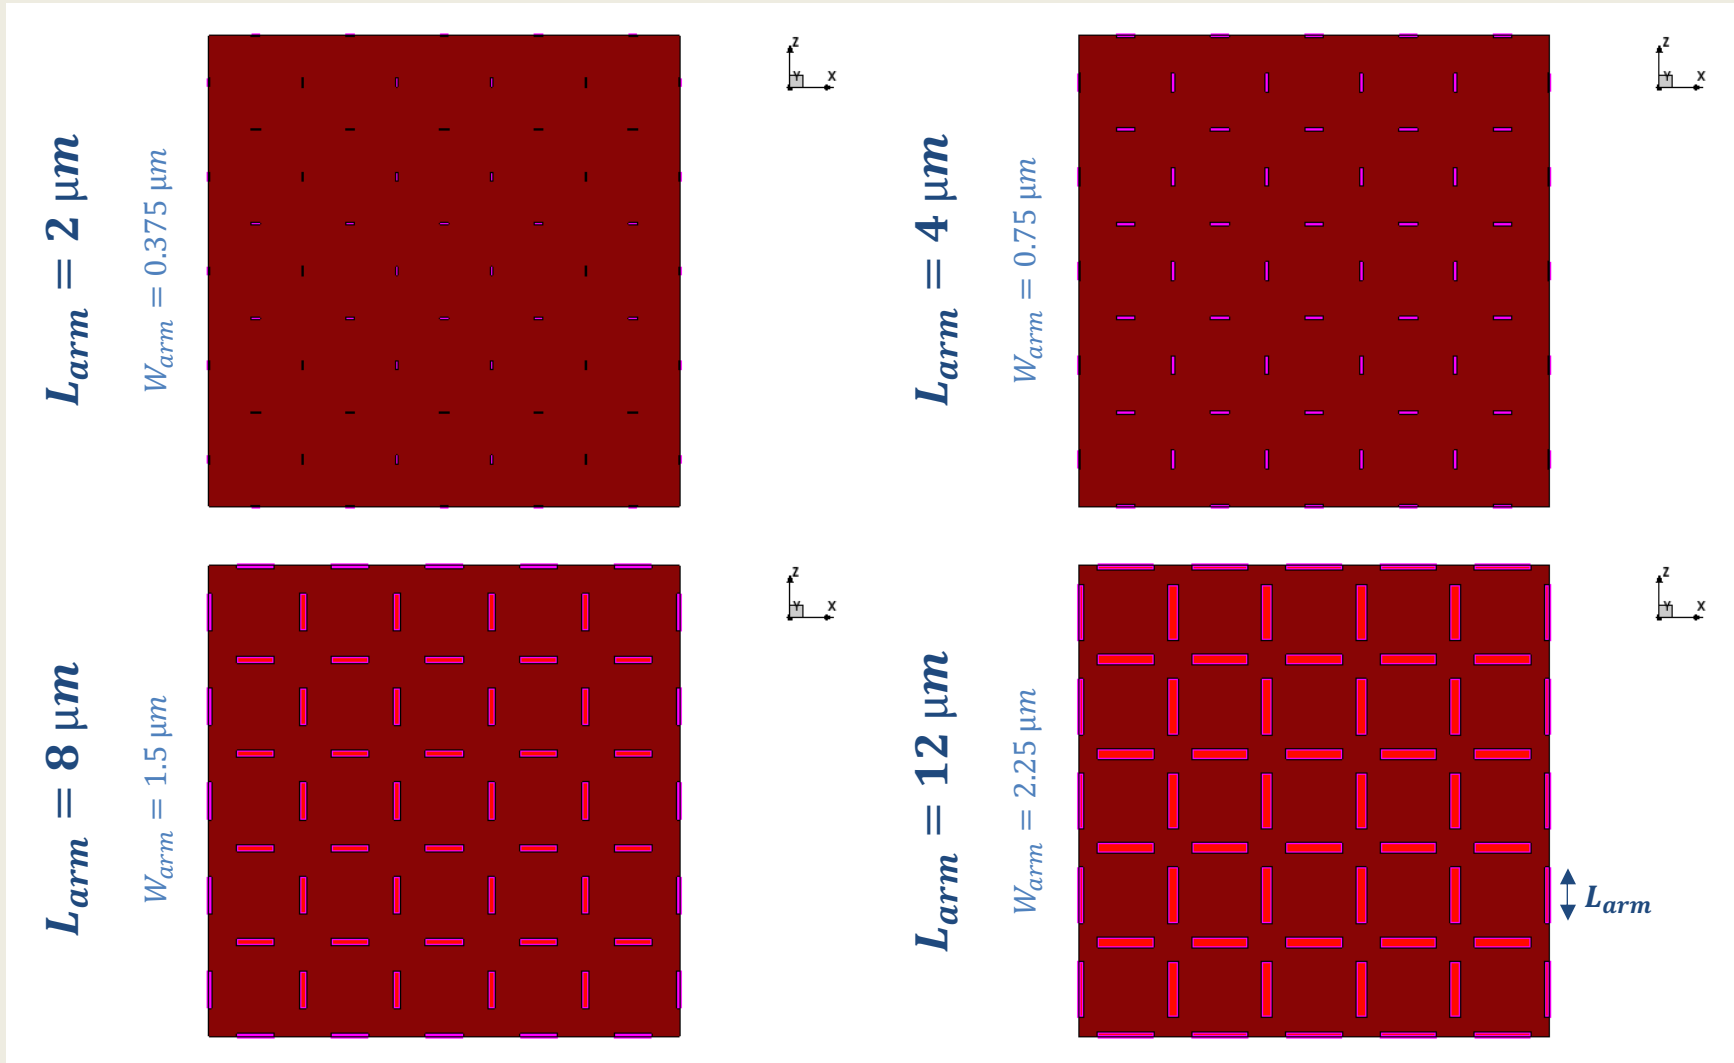 L_arm = 2 μm
W_arm = 0.375 μm
Z
Y
X
L_arm = 4 μm
W_arm = 0.75 μm
Z
Y
X
L_arm = 8 μm
W_arm = 1.5 μm
Z
Y
X
L_arm = 12 μm
W_arm = 2.25 μm
Z
Y
X
L_arm